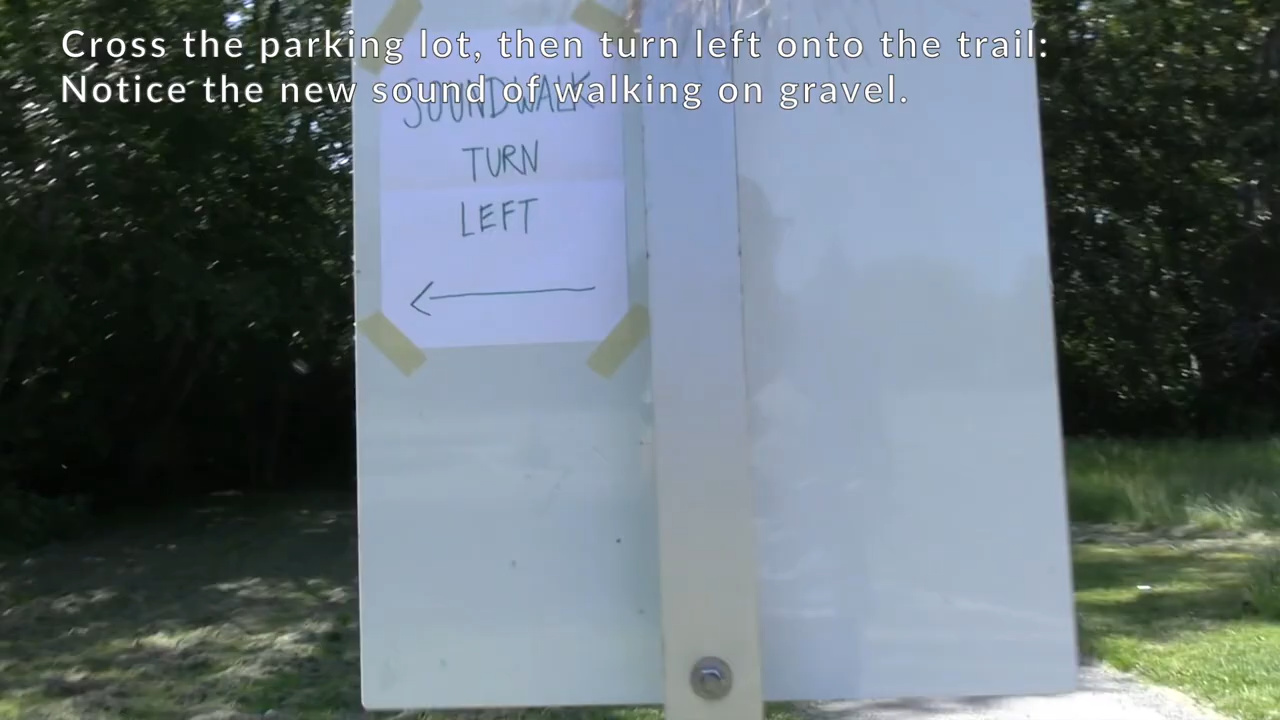 Cross the parking lot, then turn left onto the trail:
Notice the new sound of walking on gravel.
SOUNDWALK
TURN
LEFT